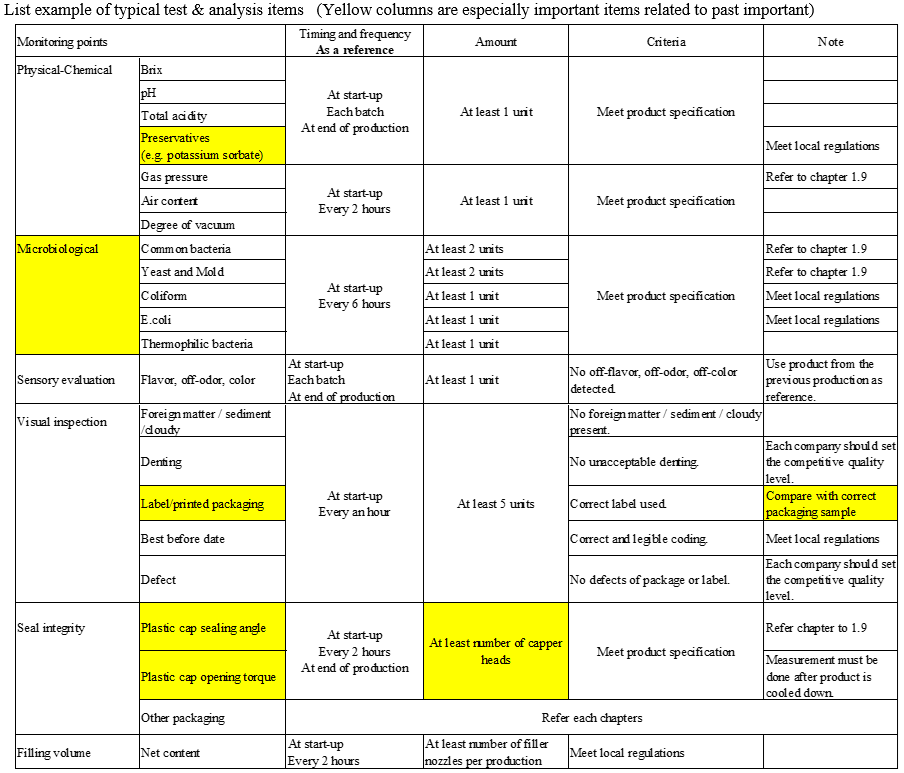 List example of typical test & analysis items (Yellow columns are especially important items related to past important)
Monitoring points
Timing and frequency
As a reference
Amount
Criteria
Note
Physical-Chemical
Brix
pH
Total acidity
Preservatives
(e.g. potassium sorbate)
At start-up
Each batch
At end of production
At least 1 unit
Meet product specification
Meet local regulations
Gas pressure
Air content
Degree of vacuum
At start-up
Every 2 hours
At least 1 unit
Meet product specification
Refer to chapter 1.9
Microbiological
Common bacteria
Yeast and Mold
Coliform
E.coli
Thermophilic bacteria
At start-up
Every 6 hours
At least 2 units
At least 2 units
At least 1 unit
At least 1 unit
At least 1 unit
Meet product specification
Refer to chapter 1.9
Refer to chapter 1.9
Meet local regulations
Meet local regulations
Sensory evaluation
Flavor, off-odor, color
At start-up
Each batch
At end of production
At least 1 unit
No off-flavor, off-odor, off-color
detected.
Use product from the
previous production as
reference.
Visual inspection
Foreign matter / sediment
/cloudy
Denting
Label/printed packaging
Best before date
Defect
At start-up
Every an hour
At least 5 units
No foreign matter / sediment / cloudy
present.
No unacceptable denting.
Correct label used.
Correct and legible coding.
No defects of package or label.
Each company should set
the competitive quality
level.
Compare with correct
packaging sample
Meet local regulations
Each company should set
the competitive quality
level.
Seal integrity
Plastic cap sealing angle
Plastic cap opening torque
At start-up
Every 2 hours
At end of production
At least number of capper
heads
Meet product specification
Refer chapter to 1.9
Measurement must be
done after product is
cooled down.
Other packaging
Refer each chapters
Filling volume
Net content
At start-up
Every 2 hours
At least number of filler
nozzles per production
Meet local regulations